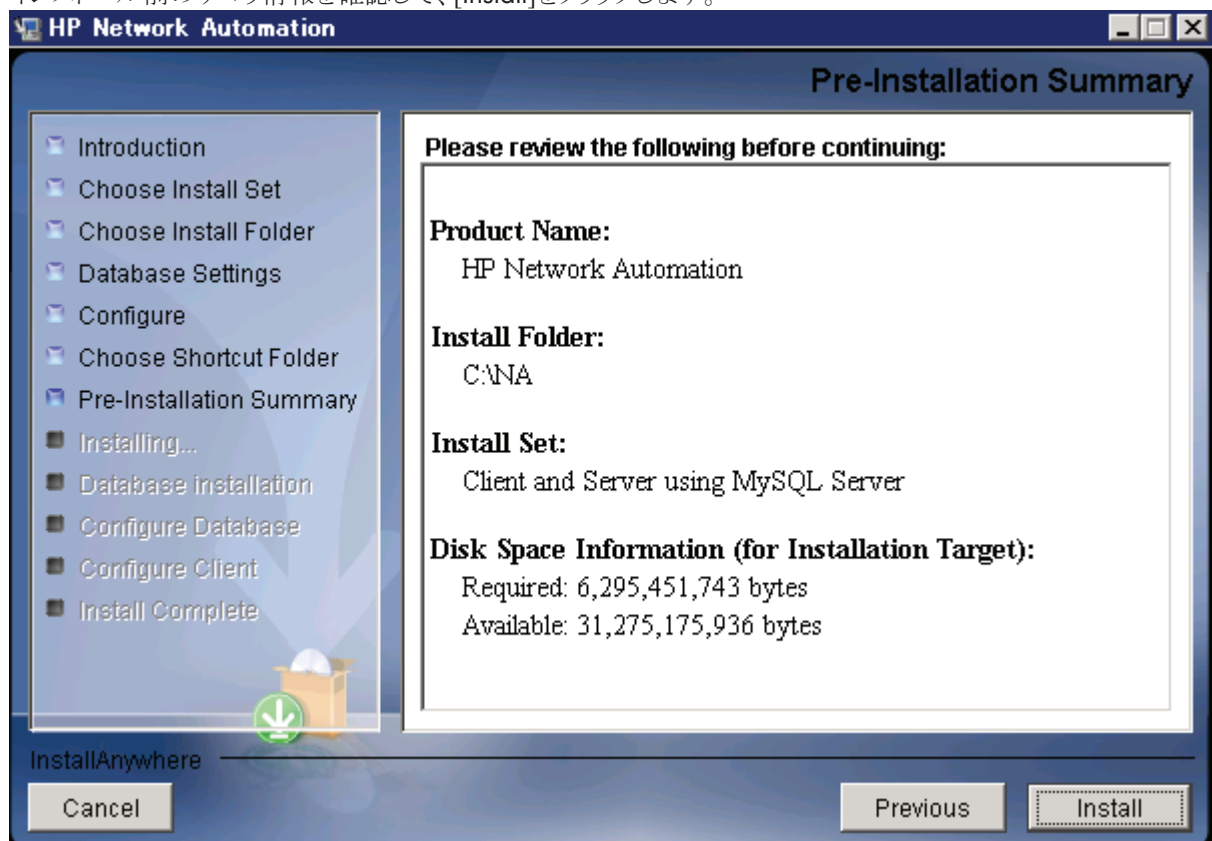 HP Network Automation
Pre-Installation Summary
Introduction
Choose Install Set
Choose Install Folder
Database Settings
Configure
Choose Shortcut Folder
Pre-Installation Summary
Installing...
Database installation
Configure Database
Configure Client
Install Complete
Please review the following before continuing:
Product Name:
HP Network Automation
Install Folder:
C:\NA
Install Set:
Client and Server using MySQL Server
Disk Space Information (for Installation Target):
Required: 6,295,451,743 bytes
Available: 31,275,175,936 bytes
InstallAnywhere
Cancel
Previous
Install